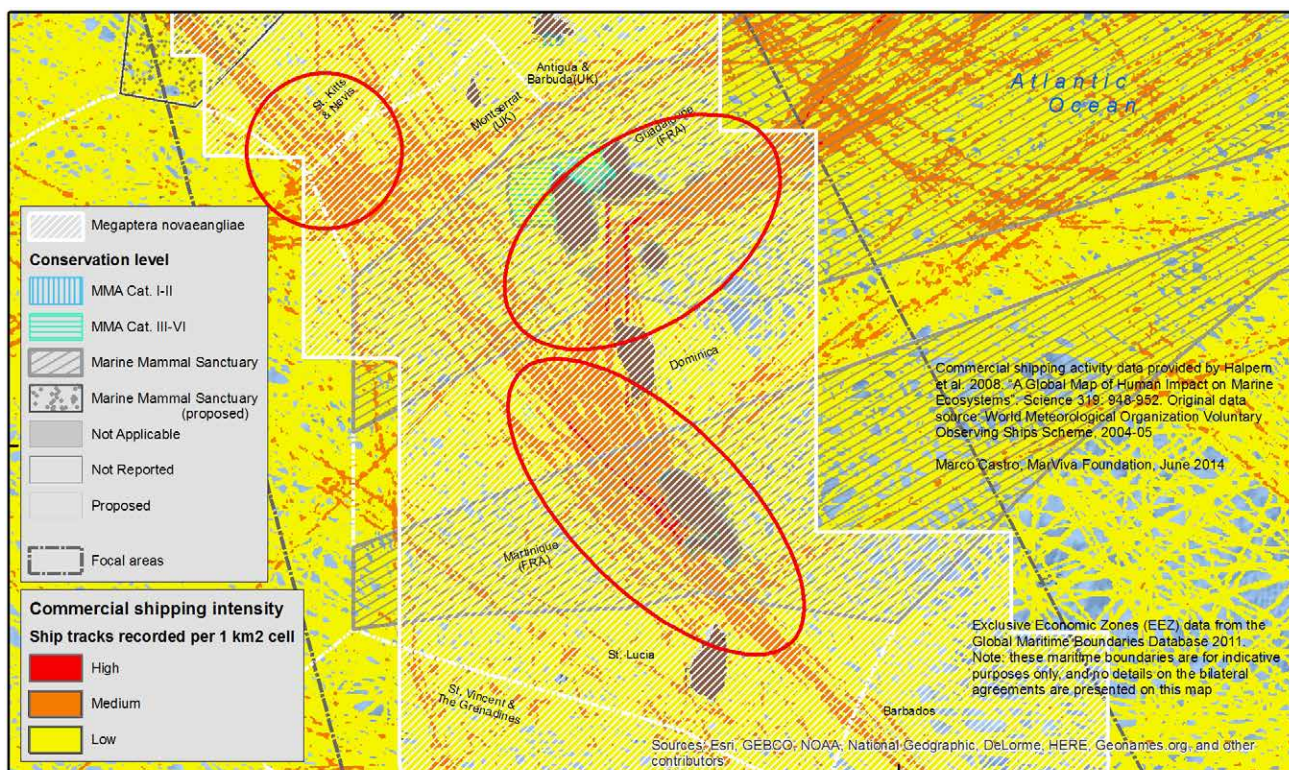 Atlantic
Ocean
Antigua &
Barbuda(UK)
St. Kitts
& Nevis
Montserrat
(UK)
Guadaloupe
(FRA)
Dominica
Martinique
(FRA)
St. Lucia
St. Vincent &
The Grenadines
Barbados
Megaptera novaeangliae
Conservation level
MMA Cat. I-II
MMA Cat. III-VI
Marine Mammal Sanctuary
Marine Mammal Sanctuary
(proposed)
Not Applicable
Not Reported
Proposed
Focal areas
Commercial shipping intensity
Ship tracks recorded per 1 km2 cell
High
Medium
Low
Commercial shipping activity data provided by Halpern
et al. 2008. "A Global Map of Human Impact on Marine
Ecosystems". Science 319: 948-952. Original data
source: World Meteorological Organization Voluntary
Observing Ships Scheme, 2004-05
Marco Castro, MarViva Foundation, June 2014
Exclusive Economic Zones (EEZ) data from the
Global Maritime Boundaries Database 2011.
Note: these maritime boundaries are for indicative
purposes only, and no details on the bilateral
agreements are presented on this map
Sources: Esri, GEBCO, NOAA, National Geographic, DeLorme, HERE, Geonames.org, and other
contributors